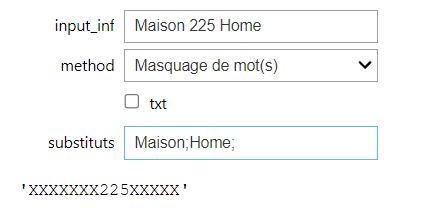 input_inf Maison 225 Home
method Masquage de mot(s)
txt
substituts Maison;Home;
'XXXXXXX225XXXXX'